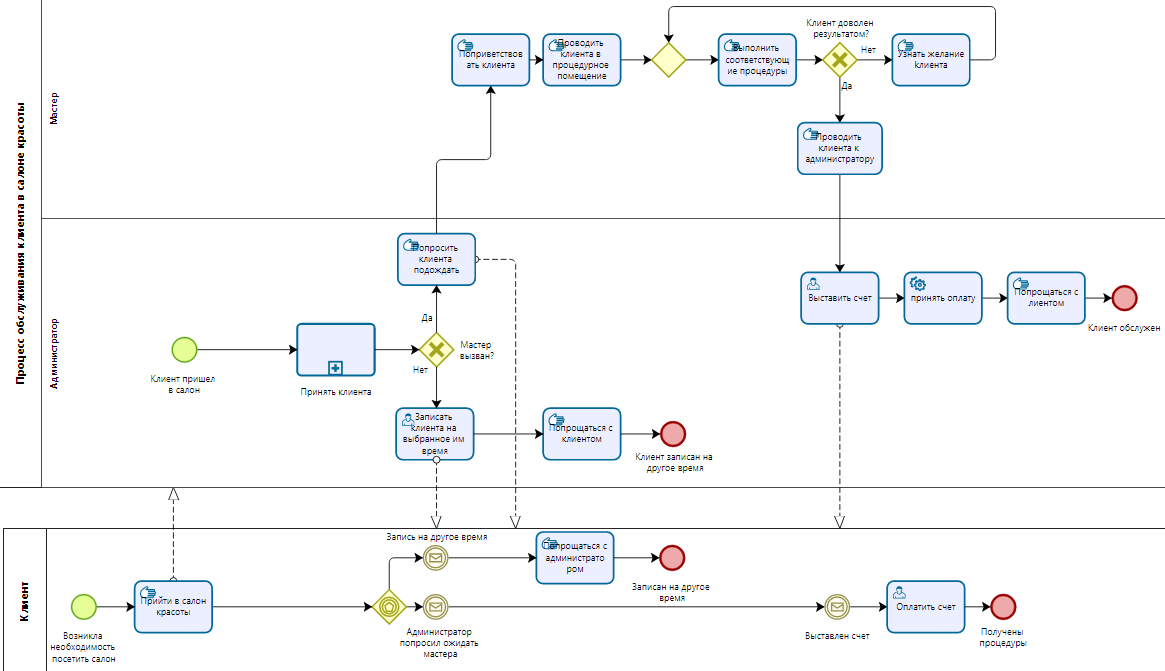 Процесс обслуживания клиента в салоне красоты
Мастер
Поприветствов
ать клиента
Проводить
клиента в
процедурное
помещение
Выполнить
соответствующ
ие процедуры
Клиент доволен
результатом?
Нет
Да
Узнать желание
клиента
Проводить
клиента к
администратору
Администратор
Клиент пришел
в салон
Принять клиента
Мастер
вызван?
Да
Нет
Попросить
клиента
подождать
Записать
клиента на
выбранное им
время
Попрощаться с
клиентом
Клиент записан на
другое время
Выставить счет
принять оплату
Попрощаться с
лиентом
Клиент обслужен
Клиент
Возникла
необходимость
посетить салон
Прийти в салон
красоты
Запись на другое время
Попрощаться с
администрато
ром
Записан на другое
время
Администратор
попросил ожидать
мастера
Выставлен счет
Оплатить счет
Получены
процедуры